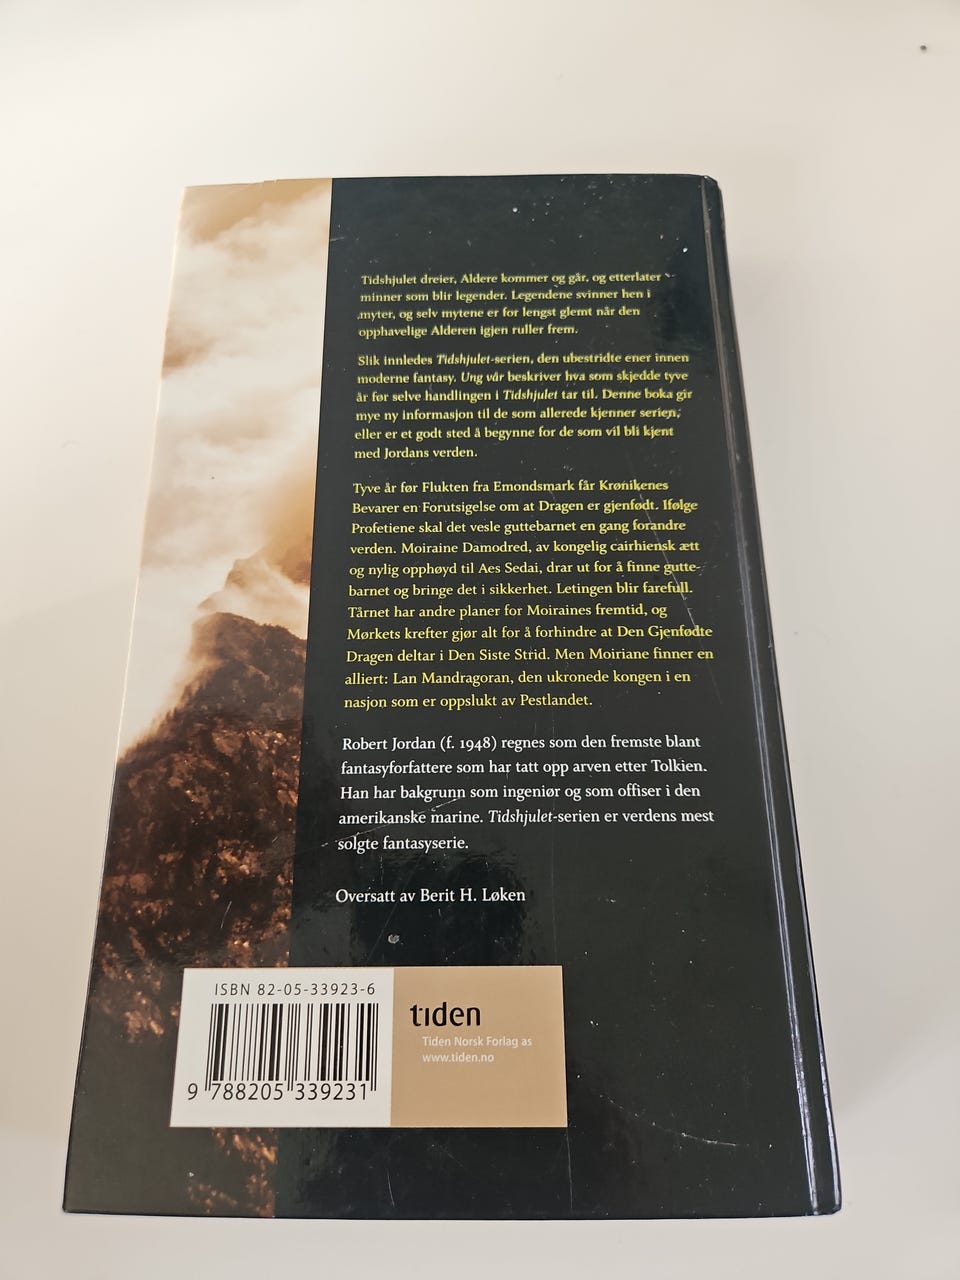 Tidshjulet dreier, Aldere kommer og går, og etterlater
minner som blir legender. Legendene svinner hen i
myter, og selv mytene er for lengst glemt når den
opphavelige Alderen igjen ruller frem.
Slik innledes Tidshjulet-serien, den ubestridte ener innen
moderne fantasy. Ung vår beskriver hva som skjedde tyve
år før selve handlingen i Tidshjulet tar til. Denne boka gir
mye ny informasjon til de som allerede kjenner serien,
eller er et godt sted å begynne for de som vil bli kjent
med Jordans verden.
Tyve år før Flukten fra Emondsmark får Krønikenes
Bevarer en Forutsigelse om at Dragen er gjenfødt. Ifølge
Profetiene skal det vesle guttebarnet en gang forandre
verden. Moiraine Damodred, av kongelig cairhiensk ætt
og nylig opphøyd til Aes Sedai, drar ut for å finne gutte-
barnet og bringe det i sikkerhet. Letingen blir farefull.
Tårnet har andre planer for Moiraines fremtid, og
Mørkets krefter gjør alt for å forhindre at Den Gjenfødte
Dragen deltar i Den Siste Strid. Men Moiriane finner en
alliert: Lan Mandragoran, den ukronede kongen i en
nasjon som er oppslukt av Pestlandet.
Robert Jordan (f. 1948) regnes som den fremste blant
fantasyforfattere som har tatt opp arven etter Tolkien.
Han har bakgrunn som ingeniør og som offiser i den
amerikanske marine. Tidshjulet-serien er verdens mest
solgte fantasyserie.
Oversatt av Berit H. Løken
ISBN 82-05-33923-6
9 788205 339231
tiden
Tiden Norsk Forlag as
www.tiden.no